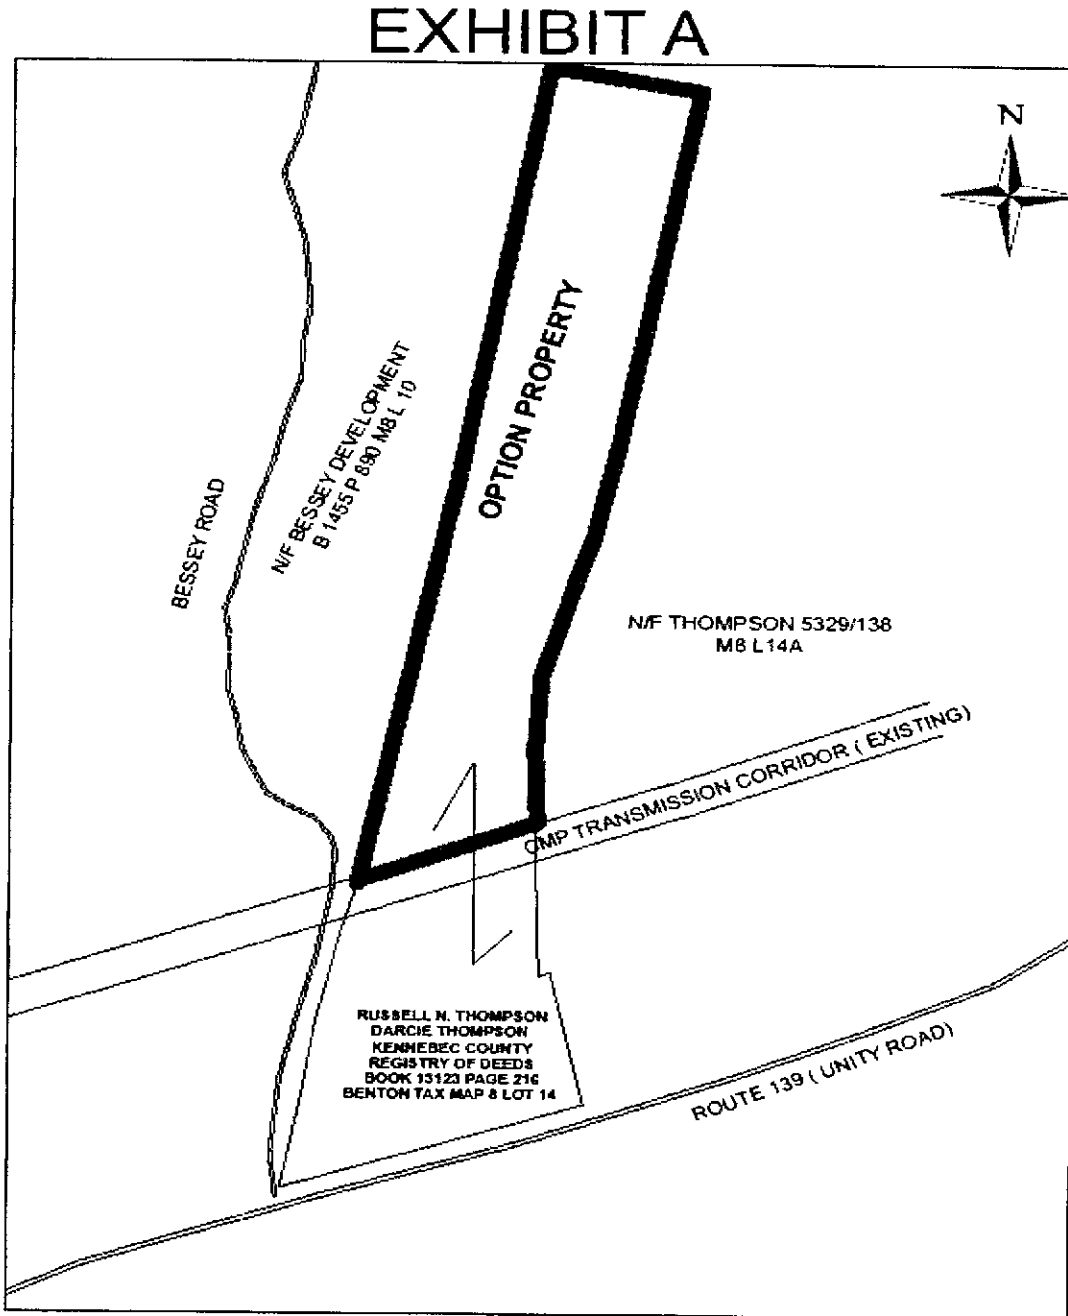 EXHIBIT A
N
OPTION PROPERTY
N/F BESSEY DEVELOPMENT
B 1455 P 890 M8 L 10
BESSEY ROAD
N/F THOMPSON 5329/138
M8 L14A
CMP TRANSMISSION CORRIDOR ( EXISTING)
RUSSELL N. THOMPSON
DARCIE THOMPSON
KENNEBEC COUNTY
REGISTRY OF DEEDS
BOOK 13123 PAGE 216
BENTON TAX MAP 8 LOT 14
ROUTE 139 ( UNITY ROAD)